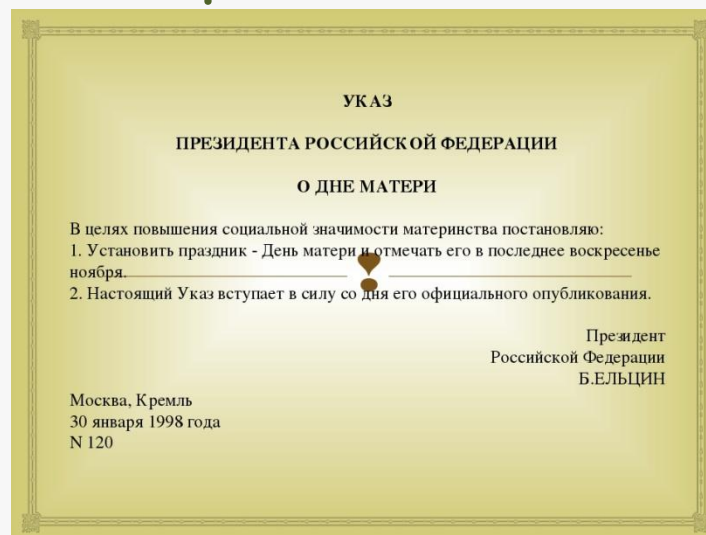 УКАЗ
ПРЕЗИДЕНТА РОССИЙСКОЙ ФЕДЕРАЦИИ
О ДНЕ МАТЕРИ
В целях повышения социальной значимости материнства постановляю:
1. Установить праздник - День матери и отмечать его в последнее воскресенье
ноября.
2. Настоящий Указ вступает в силу со дня его официального опубликования.
Президент
Российской Федерации
Б.ЕЛЬЦИН
Москва, Кремль
30 января 1998 года
N 120